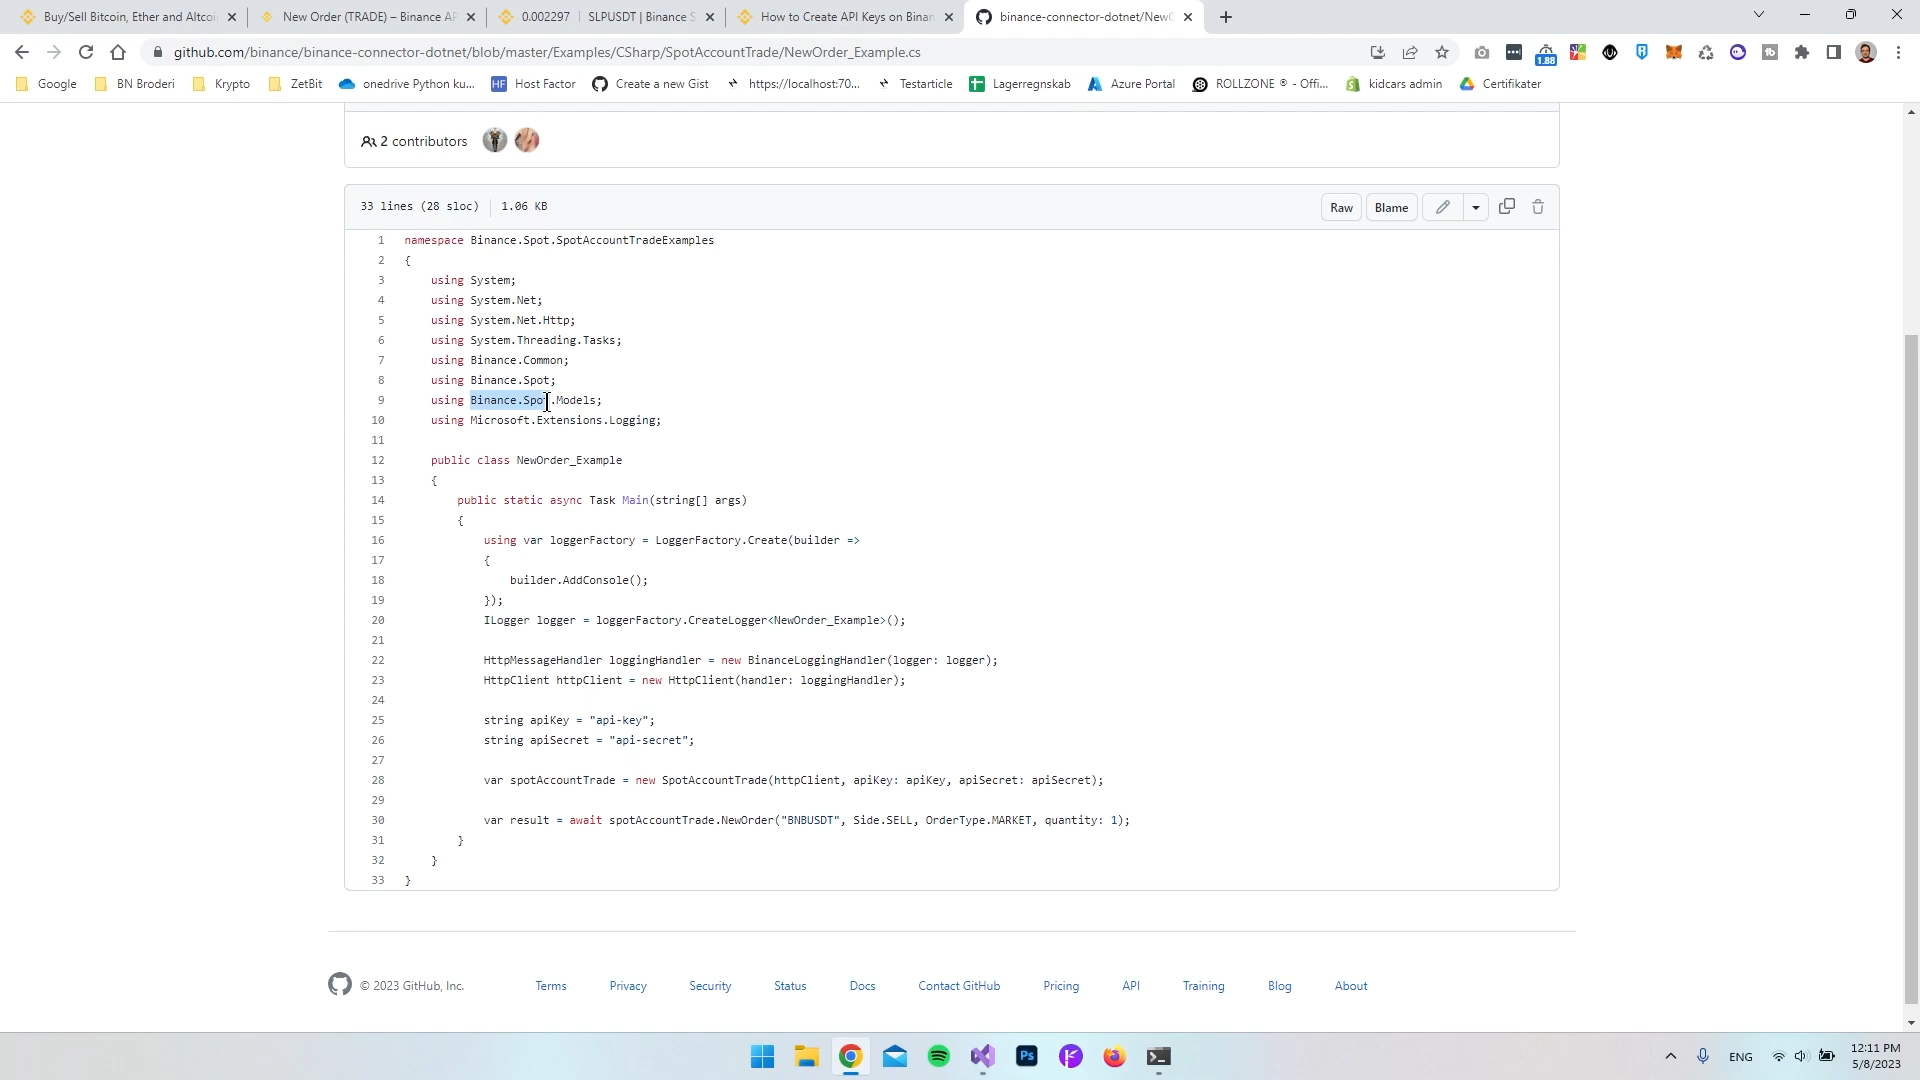 Buy/Sell Bitcoin, Ether and Altcoi
New Order (TRADE) – Binance AP
0.002297 | SLPUSDT | Binance S
How to Create API Keys on Binan
binance-connector-dotnet/NewO
github.com/binance/binance-connector-dotnet/blob/master/Examples/CSharp/SpotAccountTrade/NewOrder_Example.cs
1.88
Google
BN Broderi
Krypto
ZetBit
onedrive Python ku...
HF Host Factor
Create a new Gist
https://localhost:70...
Testarticle
Lagerregnskab
Azure Portal
ROLLZONE ® - Offi...
kidcars admin
Certifikater
2 contributors
33 lines (28 sloc) | 1.06 KB
Raw
Blame
1 namespace Binance.Spot.SpotAccountTradeExamples
2 {
3 using System;
4 using System.Net;
5 using System.Net.Http;
6 using System.Threading.Tasks;
7 using Binance.Common;
8 using Binance.Spot;
9 using Binance.Spot.Models;
10 using Microsoft.Extensions.Logging;
11
12 public class NewOrder_Example
13 {
14 public static async Task Main(string[] args)
15 {
16 using var loggerFactory = LoggerFactory.Create(builder =>
17 {
18 builder.AddConsole();
19 });
20 ILogger logger = loggerFactory.CreateLogger<NewOrder_Example>();
21
22 HttpMessageHandler loggingHandler = new BinanceLoggingHandler(logger: logger);
23 HttpClient httpClient = new HttpClient(handler: loggingHandler);
24
25 string apiKey = "api-key";
26 string apiSecret = "api-secret";
27
28 var spotAccountTrade = new SpotAccountTrade(httpClient, apiKey: apiKey, apiSecret: apiSecret);
29
30 var result = await spotAccountTrade.NewOrder("BNBUSDT", Side.SELL, OrderType.MARKET, quantity: 1);
31 }
32 }
33 }
© 2023 GitHub, Inc.
Terms
Privacy
Security
Status
Docs
Contact GitHub
Pricing
API
Training
Blog
About
Ps
ENG
12:11 PM
5/8/2023